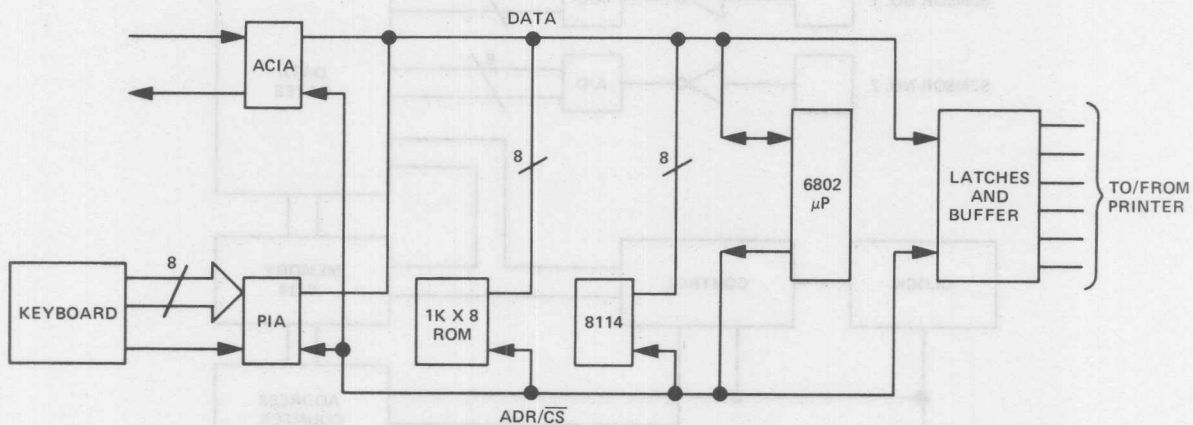 DATA
ACIA
8
8
6802
μP
LATCHES
AND
BUFFER
TO/FROM
PRINTER
KEYBOARD
8
PIA
1K X 8
ROM
8114
ADR/C̅S̅